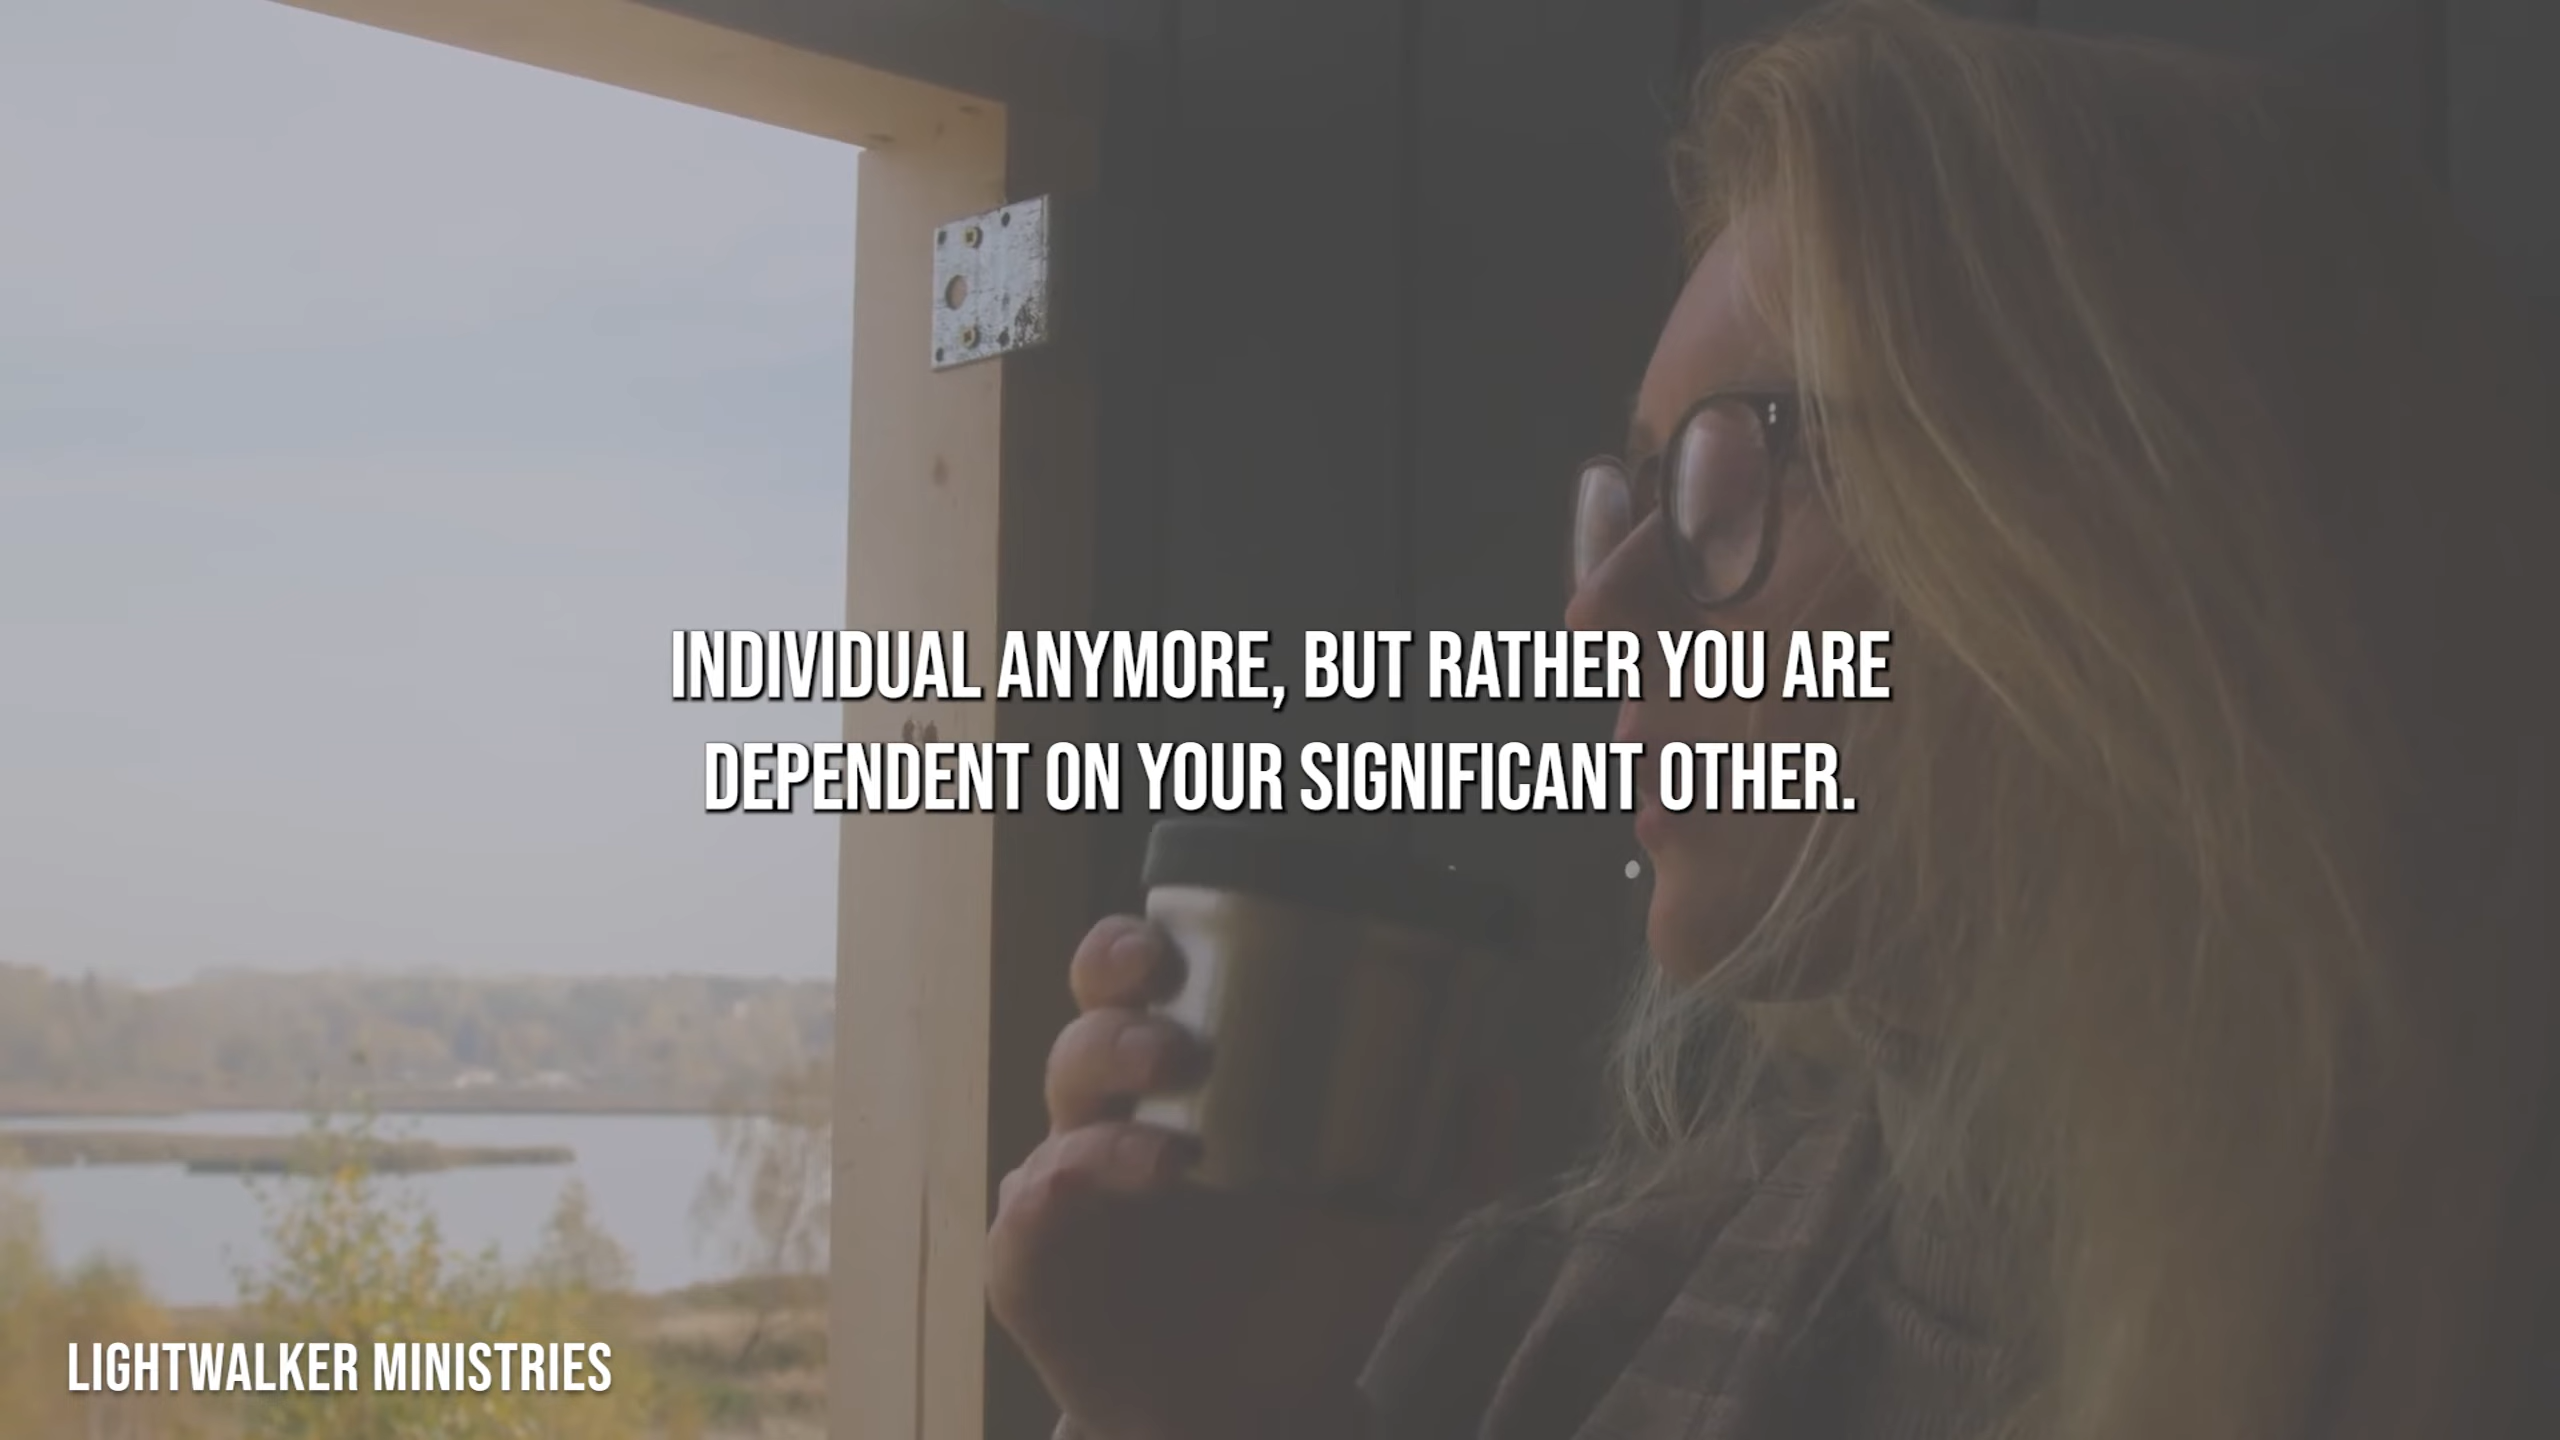 INDIVIDUAL ANYMORE, BUT RATHER YOU ARE
DEPENDENT ON YOUR SIGNIFICANT OTHER.
LIGHTWALKER MINISTRIES